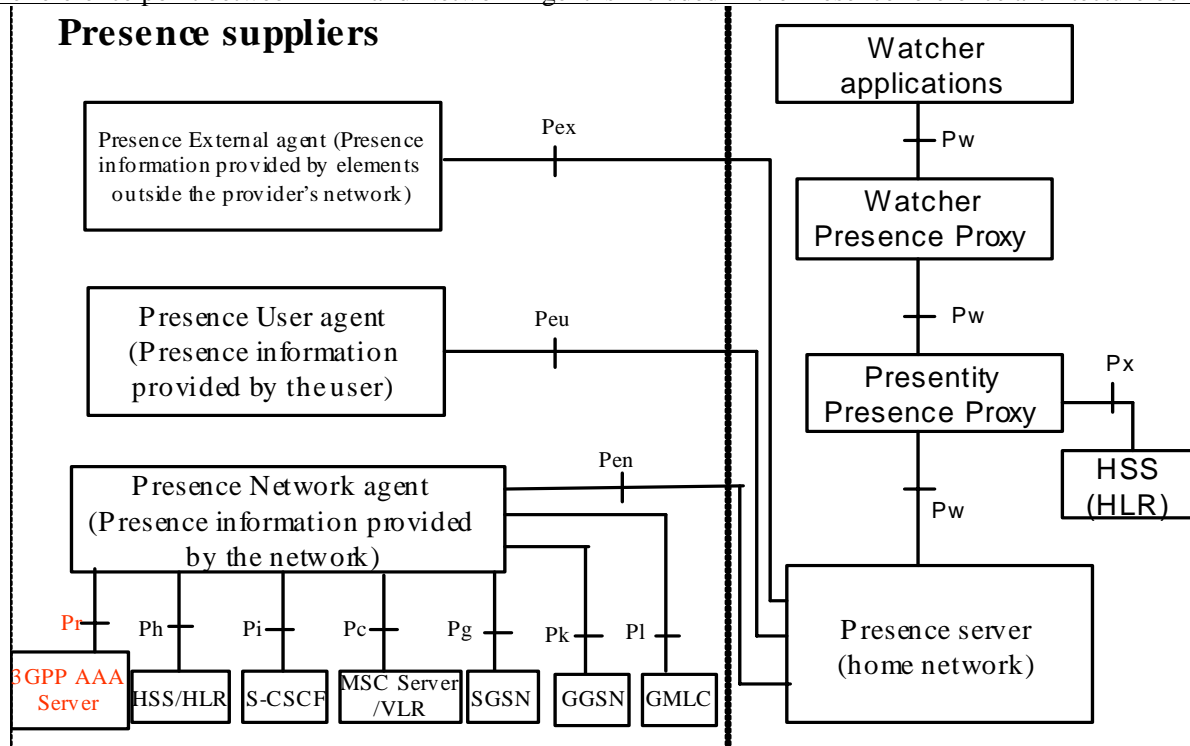 Presence suppliers
Watcher
applications
Presence External agent (Presence
information provided by elements
outside the provider's network)
Pex
Pw
Watcher
Presence Proxy
Presence User agent
(Presence information
provided by the user)
Peu
Pw
Presentity
Presence Proxy
Px
HSS
(HLR)
Presence Network agent
(Presence information provided
by the network)
Pen
Pw
Pr
Ph
Pi
Pc
Pg
Pk
Pl
3GPP AAA
Server
HSS/HLR
S-CSCF
MSC Server
/VLR
SGSN
GGSN
GMLC
Presence server
(home network)